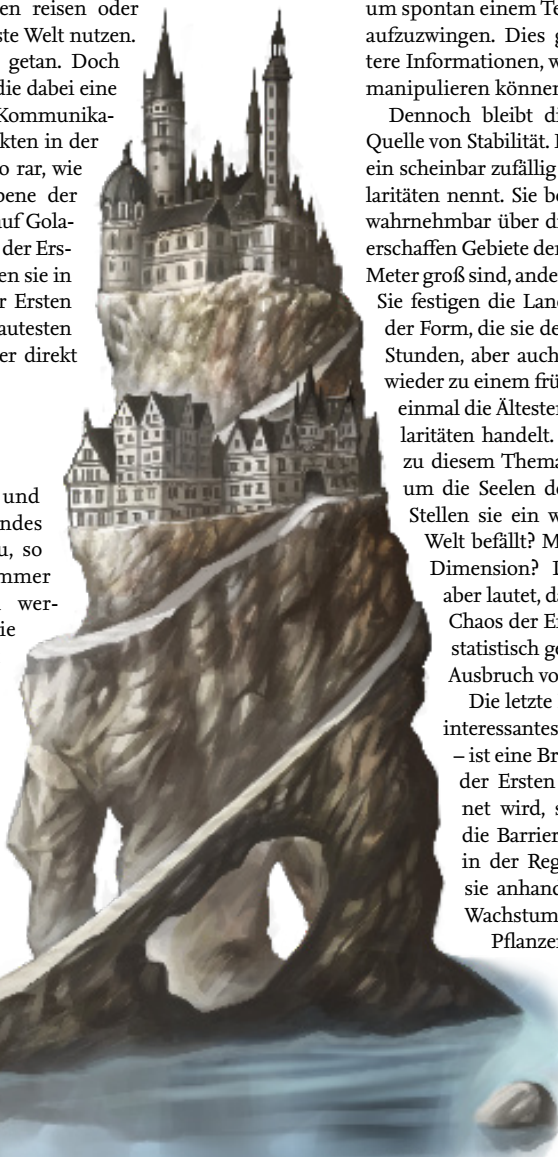 en reisen oder
ste Welt nutzen.
getan. Doch
die dabei eine
Kommunika-
kten in der
o rar, wie
bene der
auf Gola-
der Ers-
en sie in
r Ersten
autesten
er direkt
und
ndes
u, so
mmer
wer-
ie
um spontan einem Te
aufzuzwingen. Dies g
tere Informationen, w
manipulieren können
Dennoch bleibt di
Quelle von Stabilität. I
ein scheinbar zufällig
laritäten nennt. Sie be
wahrnehmbar über di
erschaffen Gebiete der
Meter groß sind, ande
Sie festigen die Land
der Form, die sie de
Stunden, aber auch
wieder zu einem frü
einmal die Ältester
laritäten handelt.
zu diesem Thema
um die Seelen de
Stellen sie ein w
Welt befällt? M
Dimension? I
aber lautet, da
Chaos der Er
statistisch ge
Ausbruch vo
Die letzte
interessantes
– ist eine Br
der Ersten
net wird, s
die Barrier
in der Reg
sie anhand
Wachstum
Pflanzen